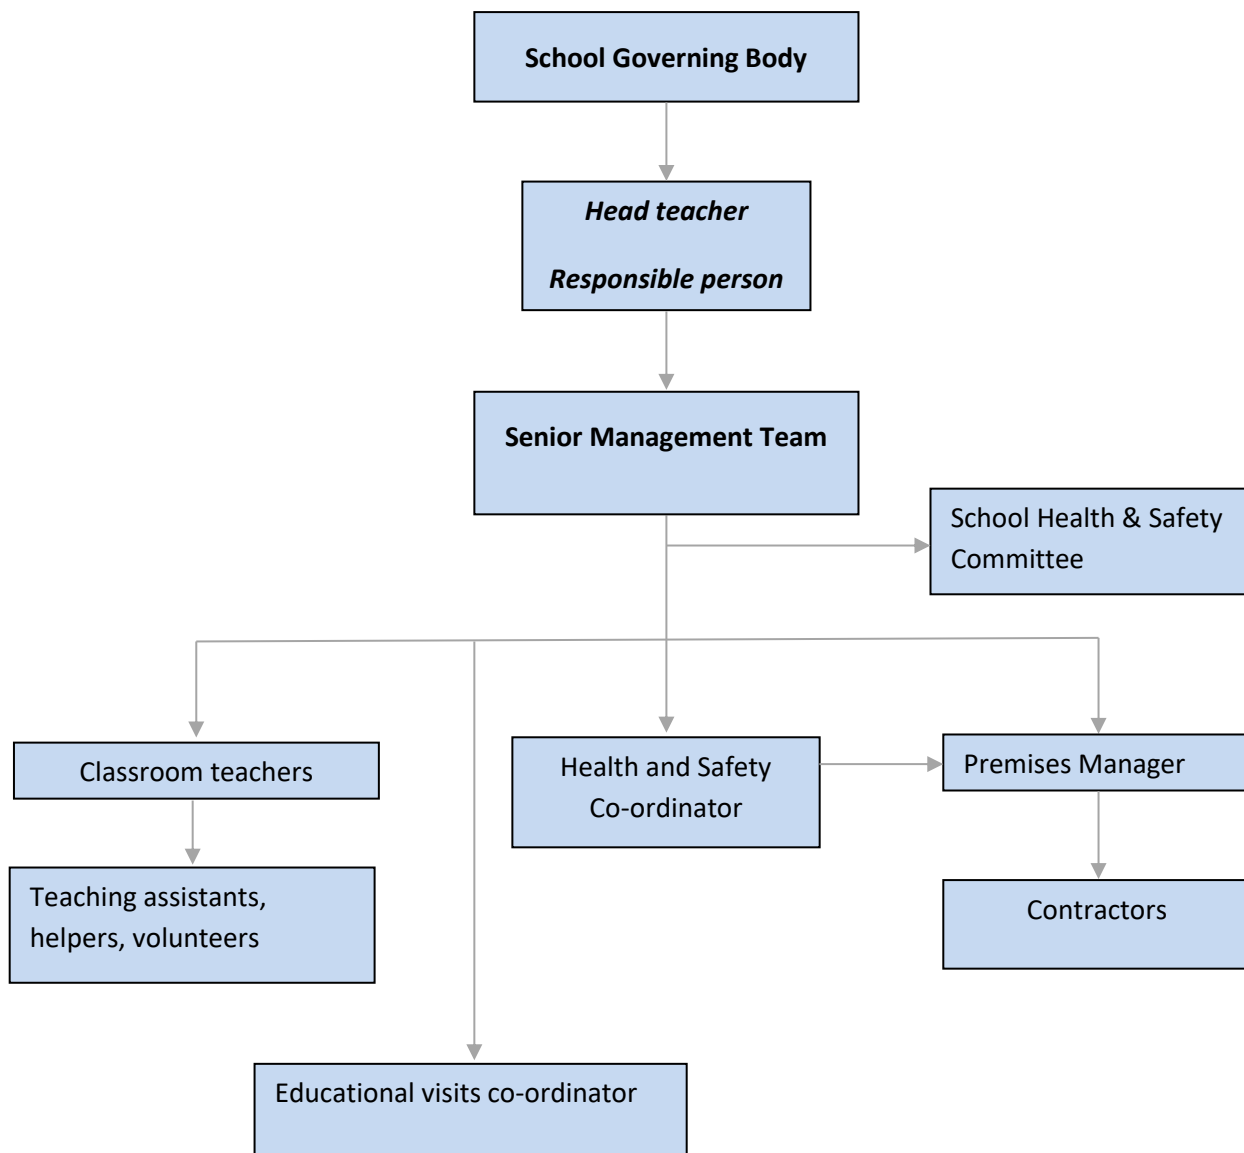 School Governing Body
Head teacher
Responsible person
Senior Management Team
School Health & Safety
Committee
Classroom teachers
Health and Safety
Co-ordinator
Premises Manager
Teaching assistants,
helpers, volunteers
Contractors
Educational visits co-ordinator